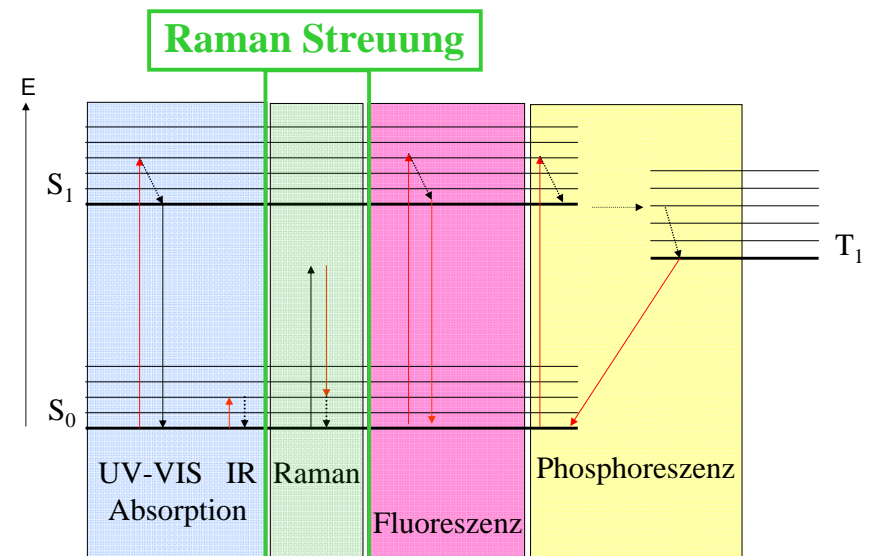 Raman Streuung
E
S₁
T₁
S₀
UV-VIS IR
Absorption
Raman
Fluoreszenz
Phosphoreszenz